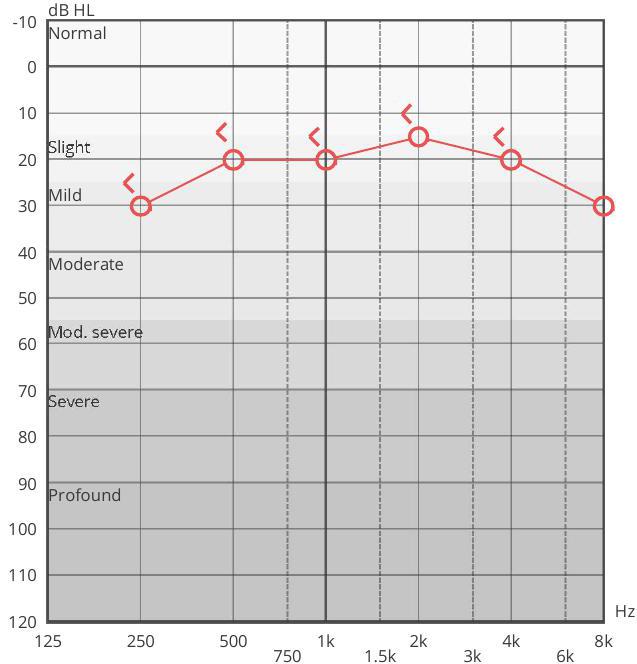 dB HL
-10
Normal
0
10
Slight
20
Mild
30
40
Moderate
50
Mod. severe
60
70
Severe
80
90
Profound
100
110
120
Hz
125 250 500 1k 2k 4k 8k
750 1.5k 3k 6k